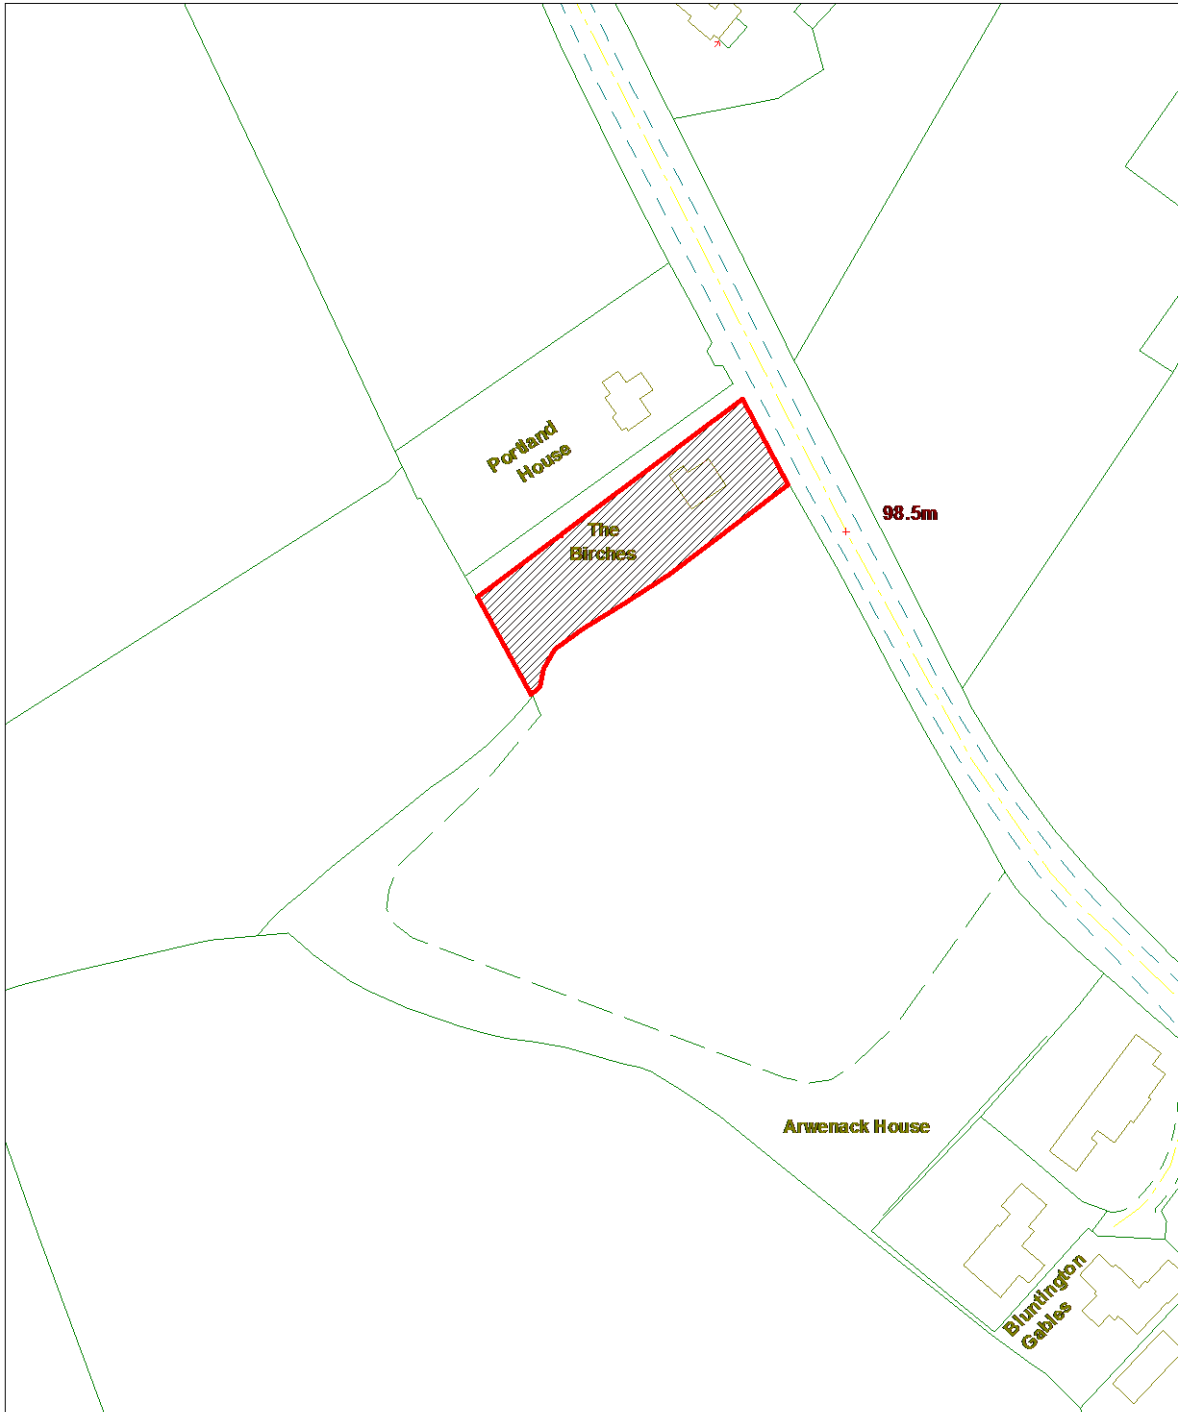 Portland
House
98.5m
The
Birches
Arwenack House
Bluntington
Gables